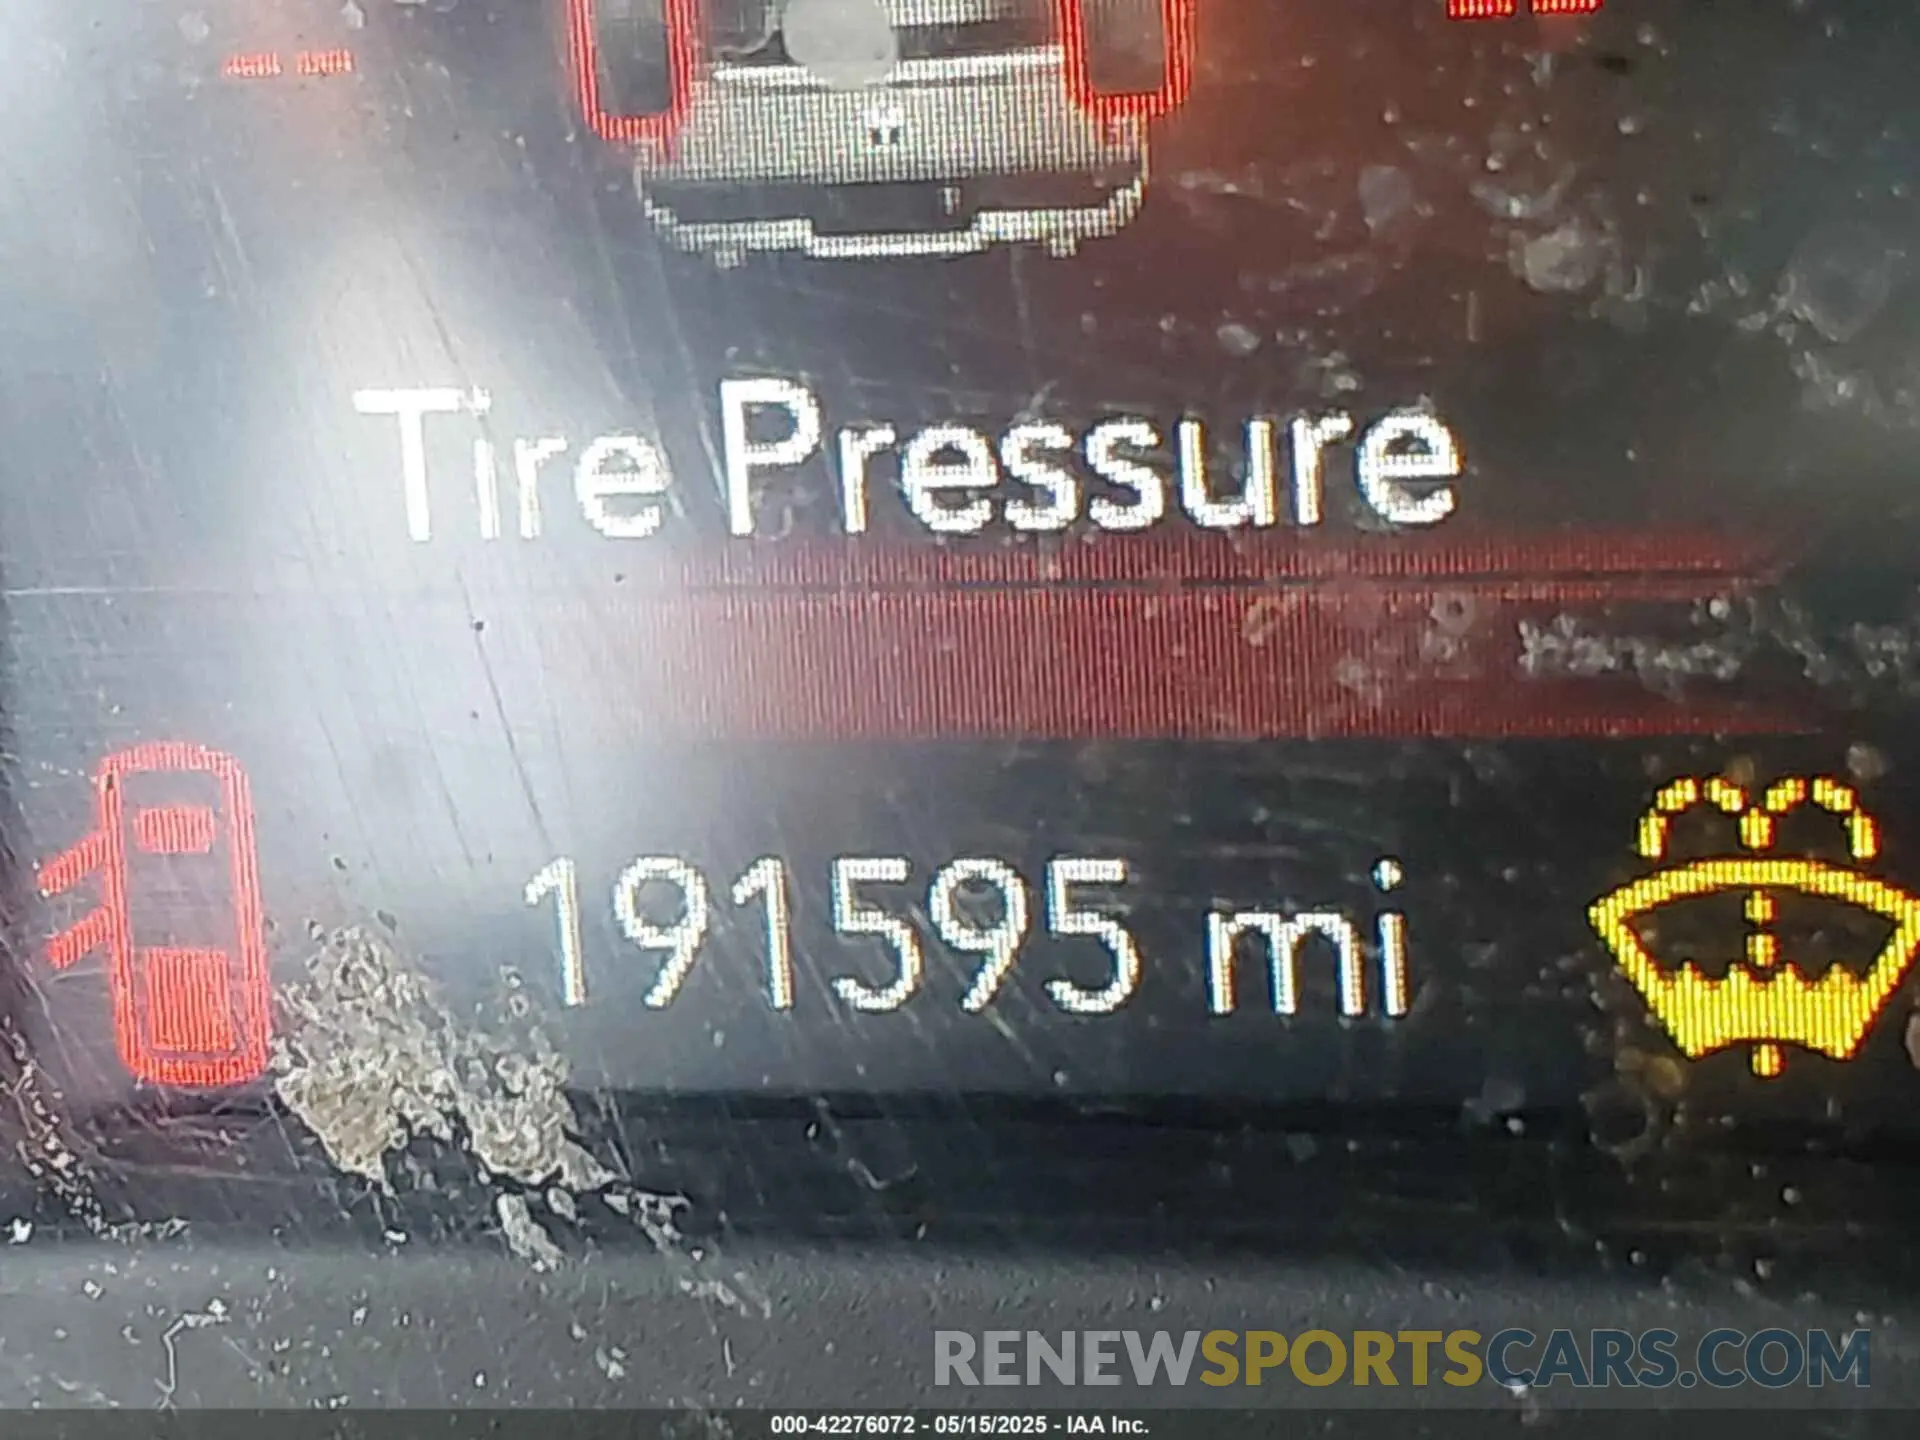 -- --
-- --
Tire Pressure
191595 mi
RENEWSPORTSCARS.COM
000-42276072 - 05/15/2025 - IAA Inc.